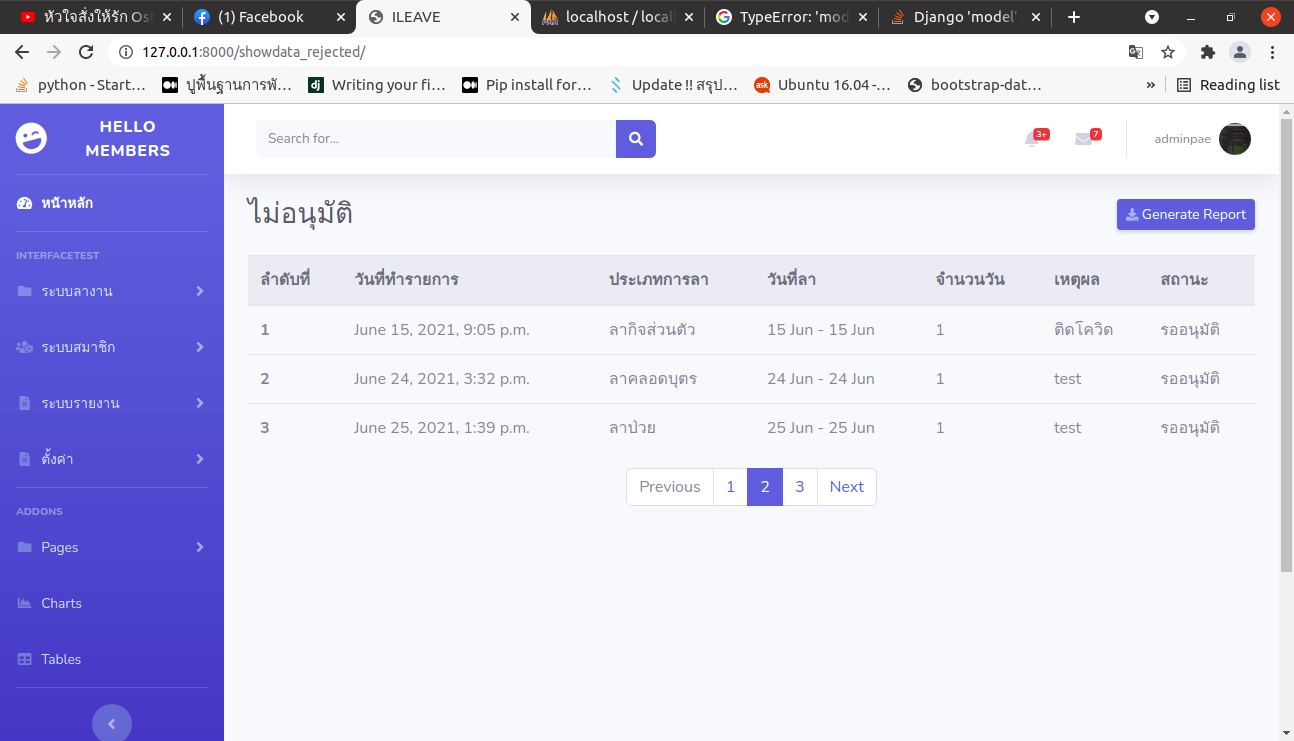 หัวใจสั่งให้รัก Ost
(1) Facebook
ILEAVE
localhost / local
TypeError: 'mod
Django 'model'
127.0.0.1:8000/showdata_rejected/
python - Start…
ปูพื้นฐานการพั…
Writing your fi…
Pip install for…
Update !! สรุป…
Ubuntu 16.04 -…
bootstrap-dat…
»
Reading list
HELLO
MEMBERS
Search for...
3+
7
adminpae
หน้าหลัก
ไม่อนุมัติ
Generate Report
INTERFACETEST
ระบบลางาน
ระบบสมาชิก
ระบบรายงาน
ตั้งค่า
ADDONS
Pages
Charts
Tables
ลำดับที่ วันที่ทำรายการ ประเภทการลา วันที่ลา จำนวนวัน เหตุผล สถานะ
1 June 15, 2021, 9:05 p.m. ลากิจส่วนตัว 15 Jun - 15 Jun 1 ติดโควิด รออนุมัติ
2 June 24, 2021, 3:32 p.m. ลาคลอดบุตร 24 Jun - 24 Jun 1 test รออนุมัติ
3 June 25, 2021, 1:39 p.m. ลาป่วย 25 Jun - 25 Jun 1 test รออนุมัติ
Previous 1 2 3 Next